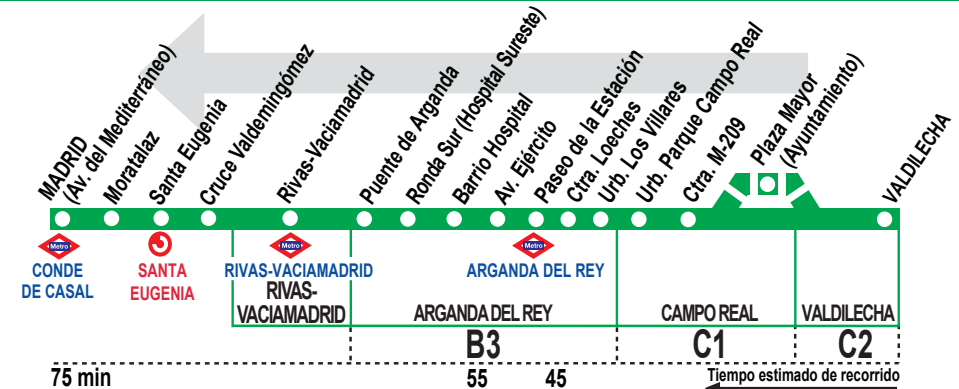 MADRID
(Av. del Mediterráneo)
Moratalaz
Santa Eugenia
Cruce Valdemingómez
Rivas-Vaciamadrid
Puente de Arganda
Ronda Sur (Hospital Sureste)
Barrio Hospital
Av. Ejército
Paseo de la Estación
Ctra. Loeches
Urb. Los Villares
Urb. Parque Campo Real
Ctra. M-209
Plaza Mayor
(Ayuntamiento)
VALDILECHA
Metro
CONDE
DE CASAL
SANTA
EUGENIA
Metro
RIVAS-VACIAMADRID
Metro
ARGANDA DEL REY
RIVAS-
VACIAMADRID
ARGANDA DEL REY
CAMPO REAL
VALDILECHA
B3
C1
C2
75 min
55
45
Tiempo estimado de recorrido